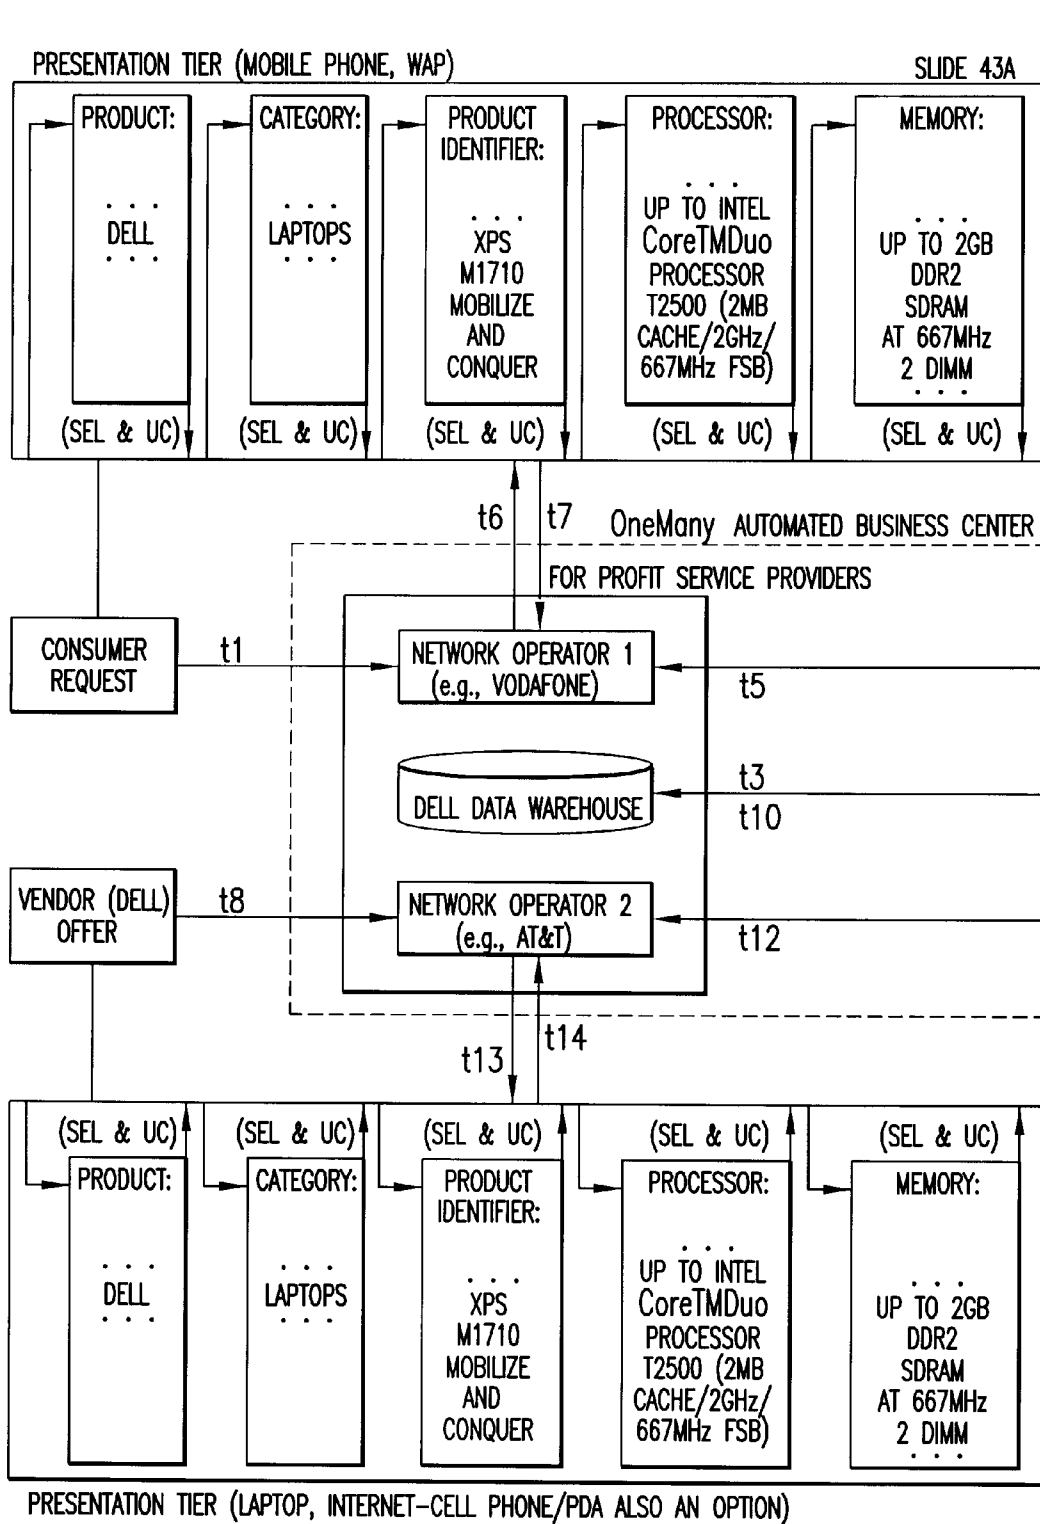 PRESENTATION TIER (MOBILE PHONE, WAP)
SLIDE 43A
PRODUCT:
. . .
DELL
. . .
(SEL & UC)
CATEGORY:
. . .
LAPTOPS
. . .
(SEL & UC)
PRODUCT
IDENTIFIER:
. . .
XPS
M1710
MOBILIZE
AND
CONQUER
(SEL & UC)
PROCESSOR:
. . .
UP TO INTEL
CoreTMDuo
PROCESSOR
T2500 (2MB
CACHE/2GHz/
667MHz FSB)
(SEL & UC)
MEMORY:
. . .
UP TO 2GB
DDR2
SDRAM
AT 667MHz
2 DIMM
. . .
(SEL & UC)
t6
t7
OneMany AUTOMATED BUSINESS CENTER
FOR PROFIT SERVICE PROVIDERS
CONSUMER
REQUEST
t1
NETWORK OPERATOR 1
(e.g., VODAFONE)
t5
DELL DATA WAREHOUSE
t3
t10
VENDOR (DELL)
OFFER
t8
NETWORK OPERATOR 2
(e.g., AT&T)
t12
t13
t14
(SEL & UC)
PRODUCT:
. . .
DELL
. . .
(SEL & UC)
CATEGORY:
. . .
LAPTOPS
. . .
(SEL & UC)
PRODUCT
IDENTIFIER:
. . .
XPS
M1710
MOBILIZE
AND
CONQUER
(SEL & UC)
PROCESSOR:
. . .
UP TO INTEL
CoreTMDuo
PROCESSOR
T2500 (2MB
CACHE/2GHz/
667MHz FSB)
(SEL & UC)
MEMORY:
. . .
UP TO 2GB
DDR2
SDRAM
AT 667MHz
2 DIMM
. . .
PRESENTATION TIER (LAPTOP, INTERNET-CELL PHONE/PDA ALSO AN OPTION)